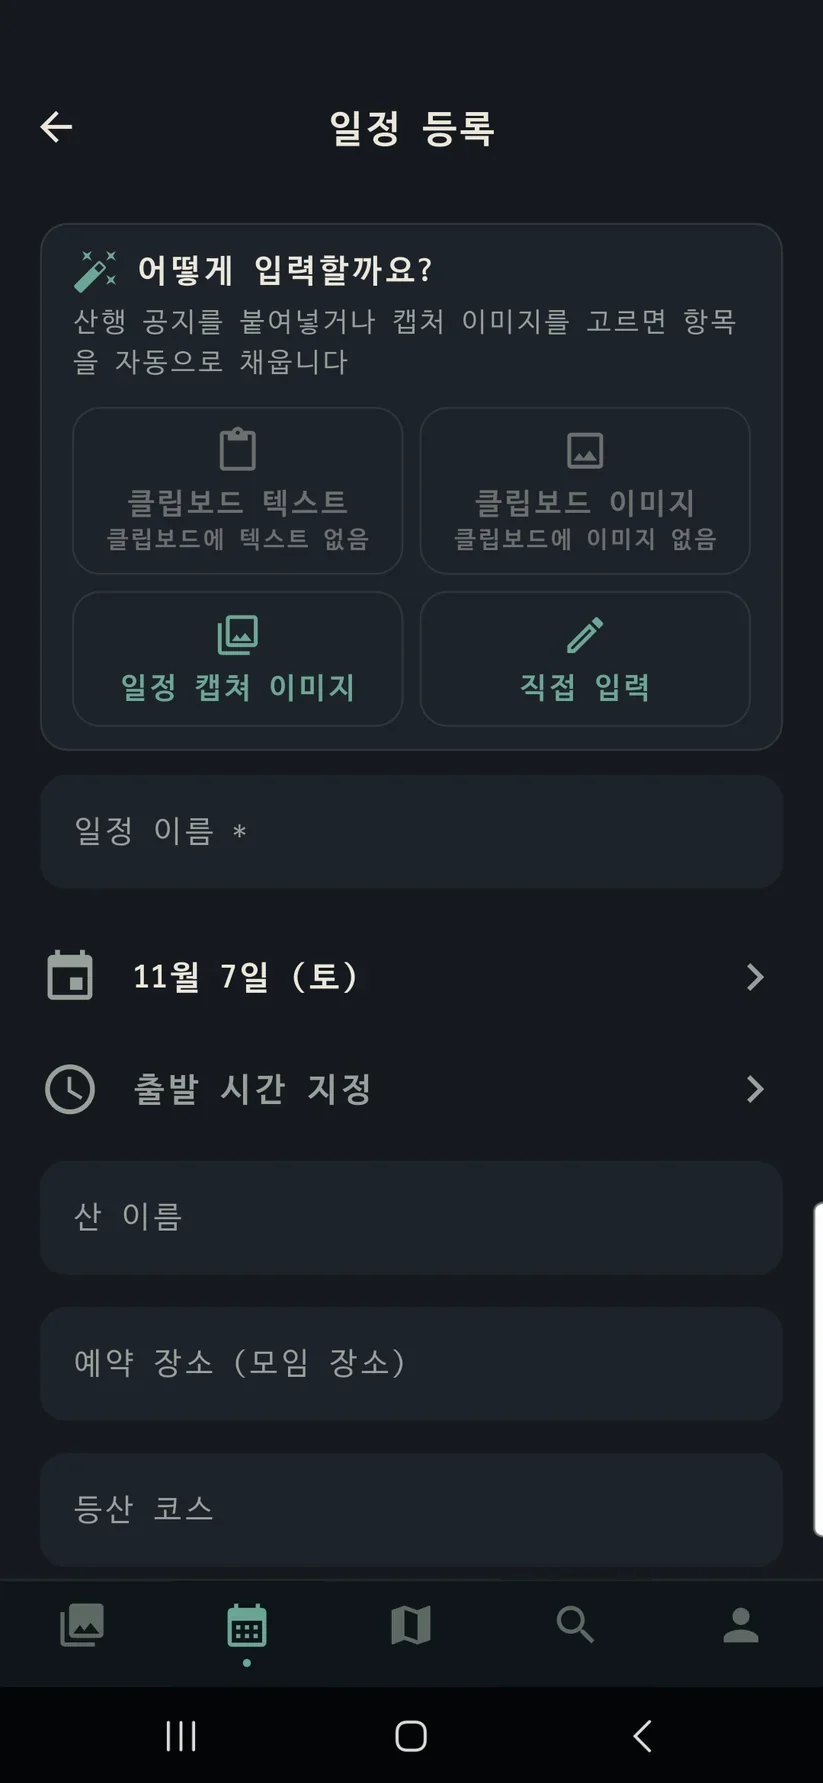 일정 등록
어떻게 입력할까요?
산행 공지를 붙여넣거나 캡처 이미지를 고르면 항목
을 자동으로 채웁니다
클립보드 텍스트
클립보드에 텍스트 없음
클립보드 이미지
클립보드에 이미지 없음
일정 캡쳐 이미지
직접 입력
일정 이름 *
11월 7일 (토)
출발 시간 지정
산 이름
예약 장소 (모임 장소)
등산 코스